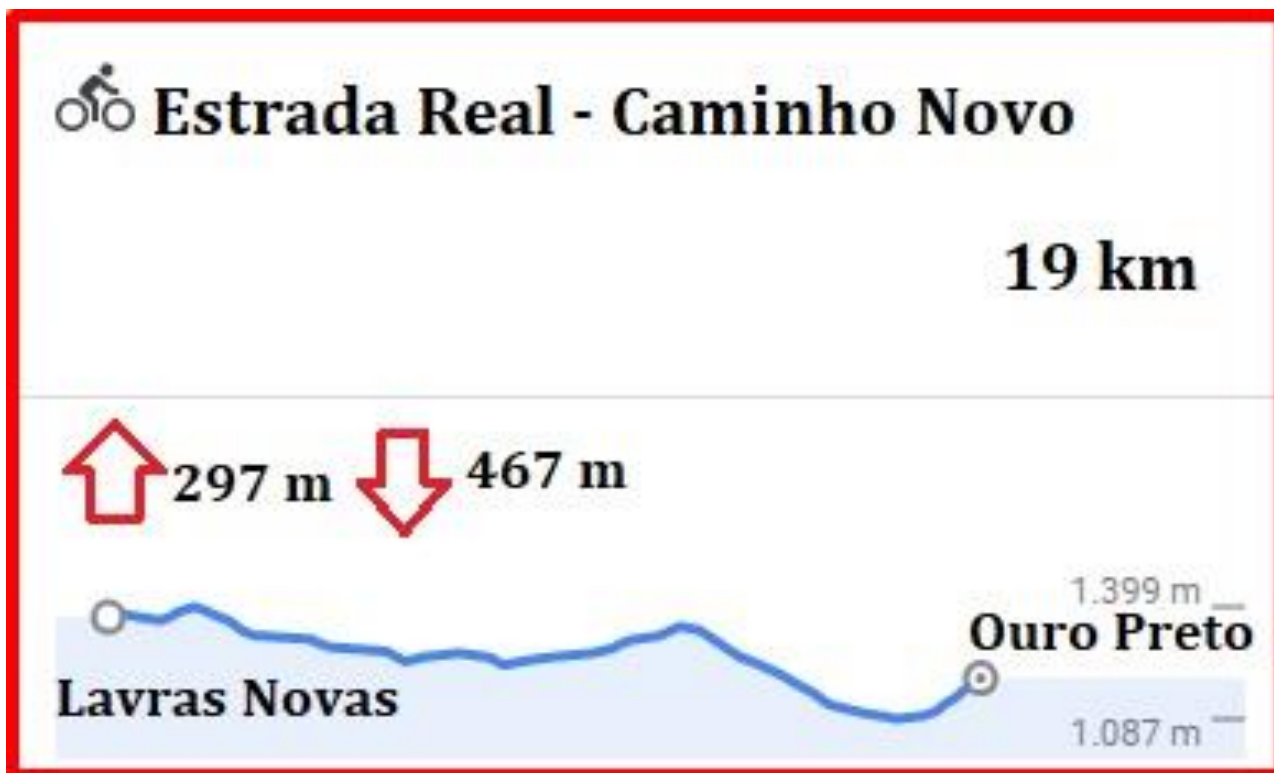 Estrada Real - Caminho Novo
19 km
297 m 467 m
1.399 m
Ouro Preto
Lavras Novas
1.087 m